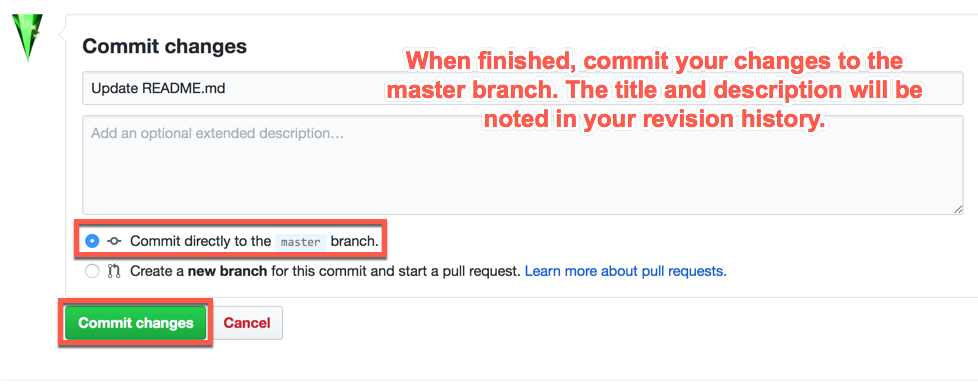 Commit changes
When finished, commit your changes to the
master branch. The title and description will be
noted in your revision history.
Update README.md
Add an optional extended description…
Commit directly to the master branch.
Create a new branch for this commit and start a pull request. Learn more about pull requests.
Commit changes
Cancel